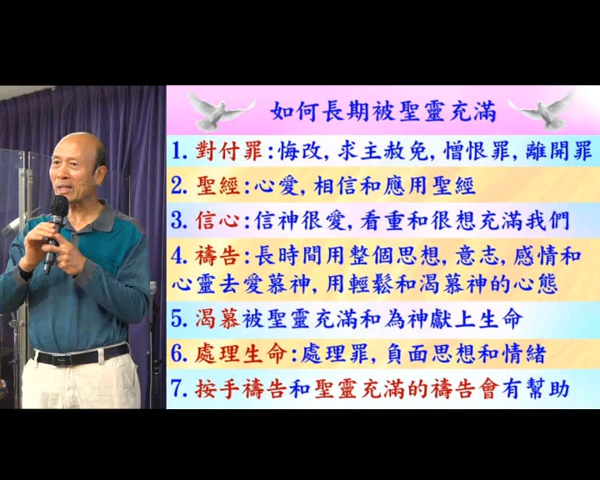 如何長期被聖靈充滿
1. 對付罪:悔改, 求主赦免, 憎恨罪, 離開罪
2. 聖經:心愛, 相信和應用聖經
3. 信心:信神很愛, 看重和很想充滿我們
4. 禱告:長時間用整個思想, 意志, 感情和
心靈去愛慕神, 用輕鬆和渴慕神的心態
5. 渴慕被聖靈充滿和為神獻上生命
6. 處理生命:處理罪, 負面思想和情緒
7. 按手禱告和聖靈充滿的禱告會有幫助